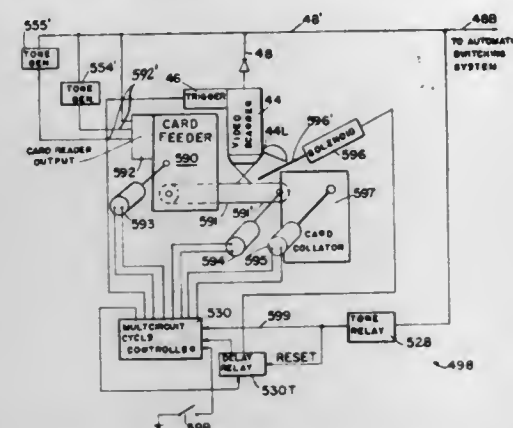 555'
48'
48B
TONE
GEN
TO AUTOMATIC
SWITCHING
SYSTEM
554'
592'
46
48
TONE
GEN
TRIGGER
44
CARD
FEEDER
VIDEO
SCANNER
44L
596'
SOLENOID
596
CARD READER
OUTPUT
590
592
593
591
591'
597
CARD
COLLATOR
594
595
530
599
MULTICIRCUIT
CYCLE
CONTROLLER
TONE
RELAY
528
DELAY
RELAY
RESET
530T
498